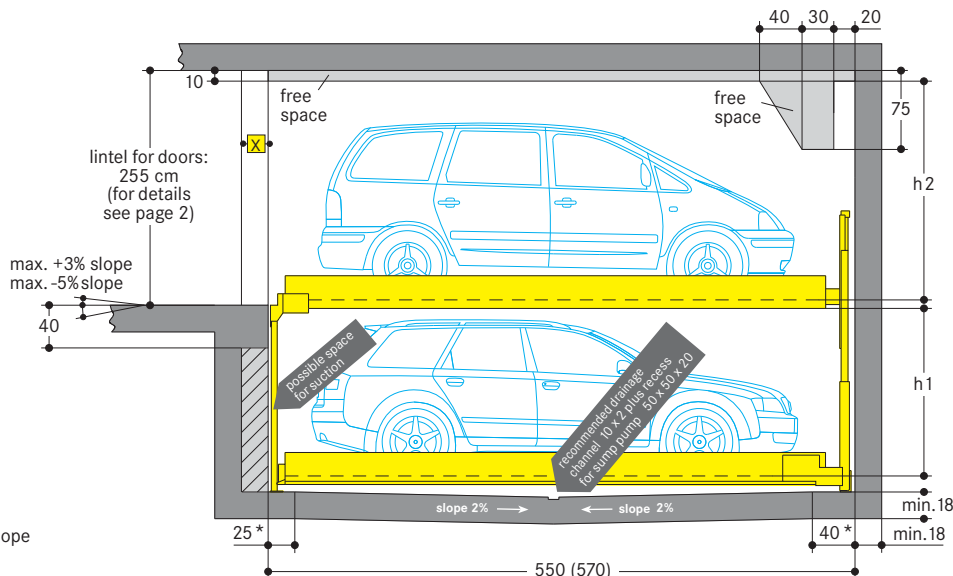 40 30 20
10
free
space
free
space
75
X
lintel for doors:
255 cm
(for details
see page 2)
h2
max. +3% slope
max. -5%slope
40
possible space
for suction
recommended drainage
channel 10 x 2 plus recess
for sump pump 50 x 50 x 20
h1
slope 2%
slope 2%
min.18
ope
25 *
40 *
min.18
550 (570)